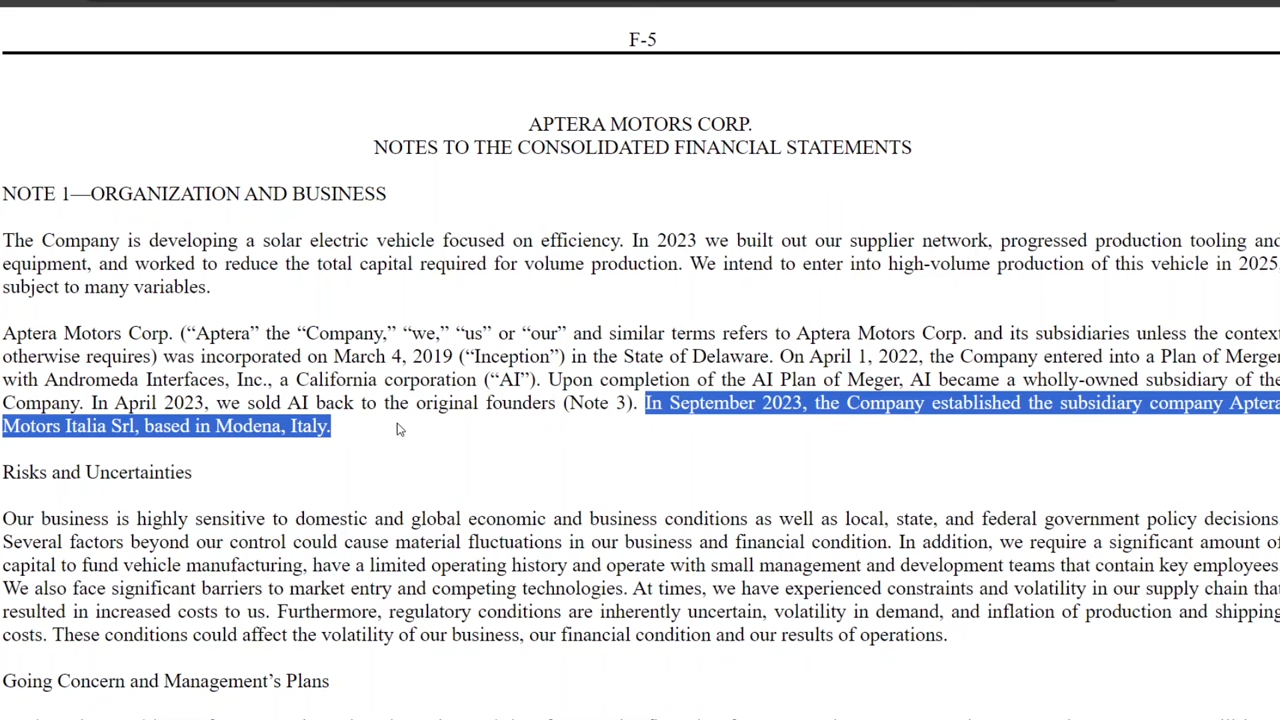 F-5
APTERA MOTORS CORP.
NOTES TO THE CONSOLIDATED FINANCIAL STATEMENTS
NOTE 1—ORGANIZATION AND BUSINESS
The Company is developing a solar electric vehicle focused on efficiency. In 2023 we built out our supplier network, progressed production tooling and
equipment, and worked to reduce the total capital required for volume production. We intend to enter into high-volume production of this vehicle in 2025,
subject to many variables.
Aptera Motors Corp. (“Aptera” the “Company,” “we,” “us” or “our” and similar terms refers to Aptera Motors Corp. and its subsidiaries unless the context
otherwise requires) was incorporated on March 4, 2019 (“Inception”) in the State of Delaware. On April 1, 2022, the Company entered into a Plan of Merger
with Andromeda Interfaces, Inc., a California corporation (“AI”). Upon completion of the AI Plan of Meger, AI became a wholly-owned subsidiary of the
Company. In April 2023, we sold AI back to the original founders (Note 3). In September 2023, the Company established the subsidiary company Aptera
Motors Italia Srl, based in Modena, Italy.
Risks and Uncertainties
Our business is highly sensitive to domestic and global economic and business conditions as well as local, state, and federal government policy decisions.
Several factors beyond our control could cause material fluctuations in our business and financial condition. In addition, we require a significant amount of
capital to fund vehicle manufacturing, have a limited operating history and operate with small management and development teams that contain key employees.
We also face significant barriers to market entry and competing technologies. At times, we have experienced constraints and volatility in our supply chain that
resulted in increased costs to us. Furthermore, regulatory conditions are inherently uncertain, volatility in demand, and inflation of production and shipping
costs. These conditions could affect the volatility of our business, our financial condition and our results of operations.
Going Concern and Management’s Plans